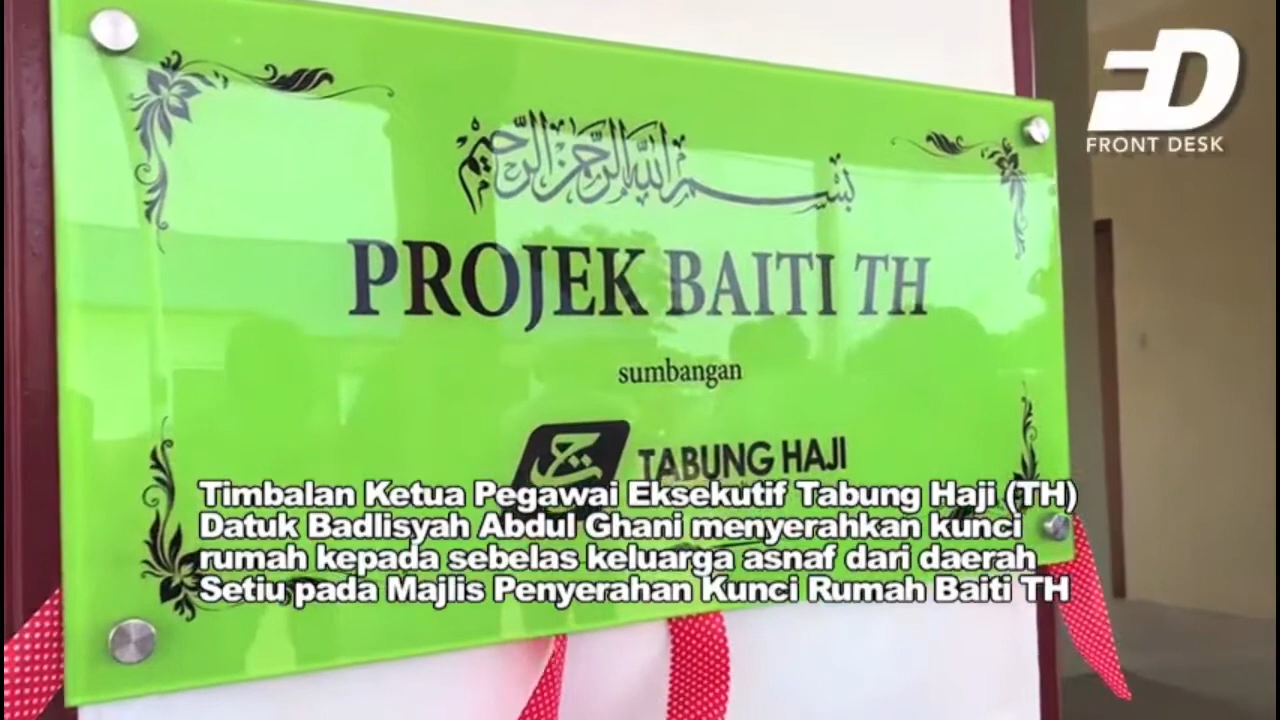 FD
FRONT DESK
بسم الله الرحمن الرحيم
PROJEK BAITI TH
sumbangan
TABUNG HAJI
Timbalan Ketua Pegawai Eksekutif Tabung Haji (TH)
Datuk Badlisyah Abdul Ghani menyerahkan kunci
rumah kepada sebelas keluarga asnaf dari daerah
Setiu pada Majlis Penyerahan Kunci Rumah Baiti TH